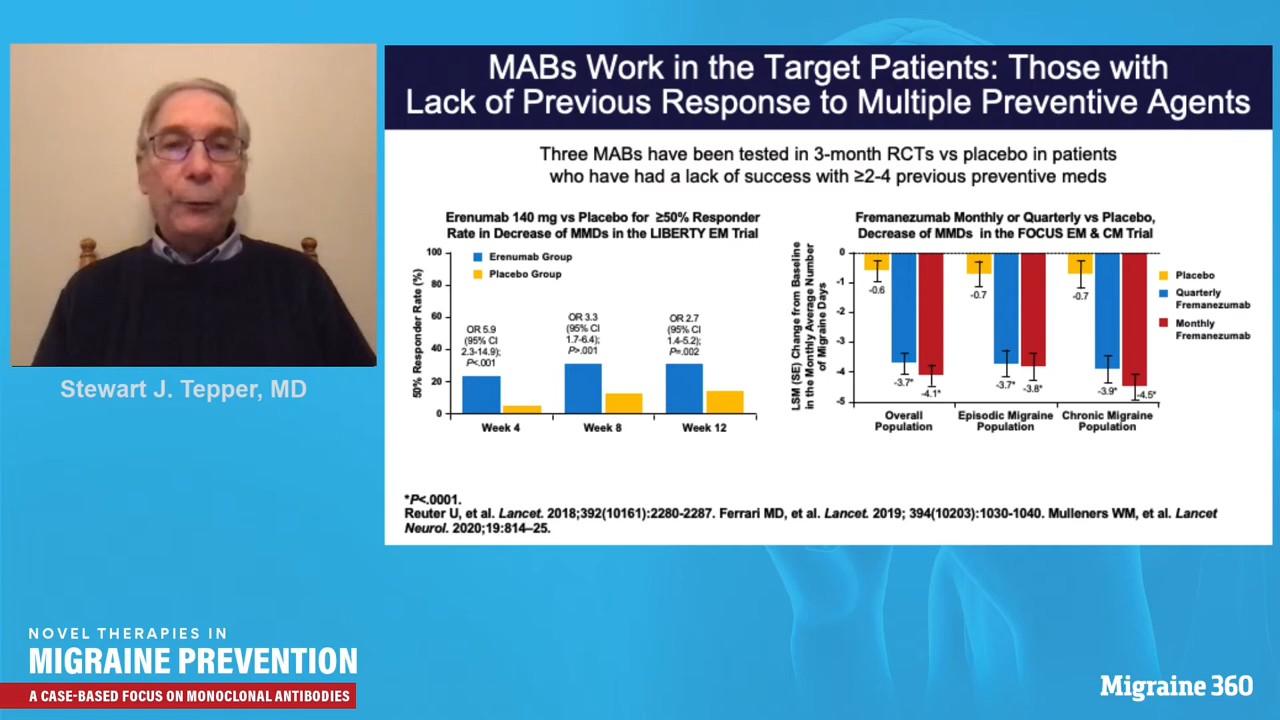 MABs Work in the Target Patients: Those with
Lack of Previous Response to Multiple Preventive Agents
Three MABs have been tested in 3-month RCTs vs placebo in patients
who have had a lack of success with ≥2-4 previous preventive meds
Erenumab 140 mg vs Placebo for ≥50% Responder
Rate in Decrease of MMDs in the LIBERTY EM Trial
50% Responder Rate (%)
100
80
60
40
20
0
Erenumab Group
Placebo Group
OR 5.9
(95% CI
2.3-14.9);
P<.001
OR 3.3
(95% CI
1.7-6.4);
P>.001
OR 2.7
(95% CI
1.4-5.2);
P=.002
Week 4
Week 8
Week 12
Fremanezumab Monthly or Quarterly vs Placebo,
Decrease of MMDs in the FOCUS EM & CM Trial
LSM (SE) Change from Baseline
in the Monthly Average Number
of Migraine Days
0
-1
-2
-3
-4
-5
-0.6
-3.7*
-4.1*
-0.7
-3.7*
-3.8*
-0.7
-3.9*
-4.5*
Overall
Population
Episodic Migraine
Population
Chronic Migraine
Population
Placebo
Quarterly
Fremanezumab
Monthly
Fremanezumab
*P<.0001.
Reuter U, et al. Lancet. 2018;392(10161):2280-2287. Ferrari MD, et al. Lancet. 2019; 394(10203):1030-1040. Mulleners WM, et al. Lancet
Neurol. 2020;19:814–25.
Stewart J. Tepper, MD
NOVEL THERAPIES IN
MIGRAINE PREVENTION
A CASE-BASED FOCUS ON MONOCLONAL ANTIBODIES
Migraine 360